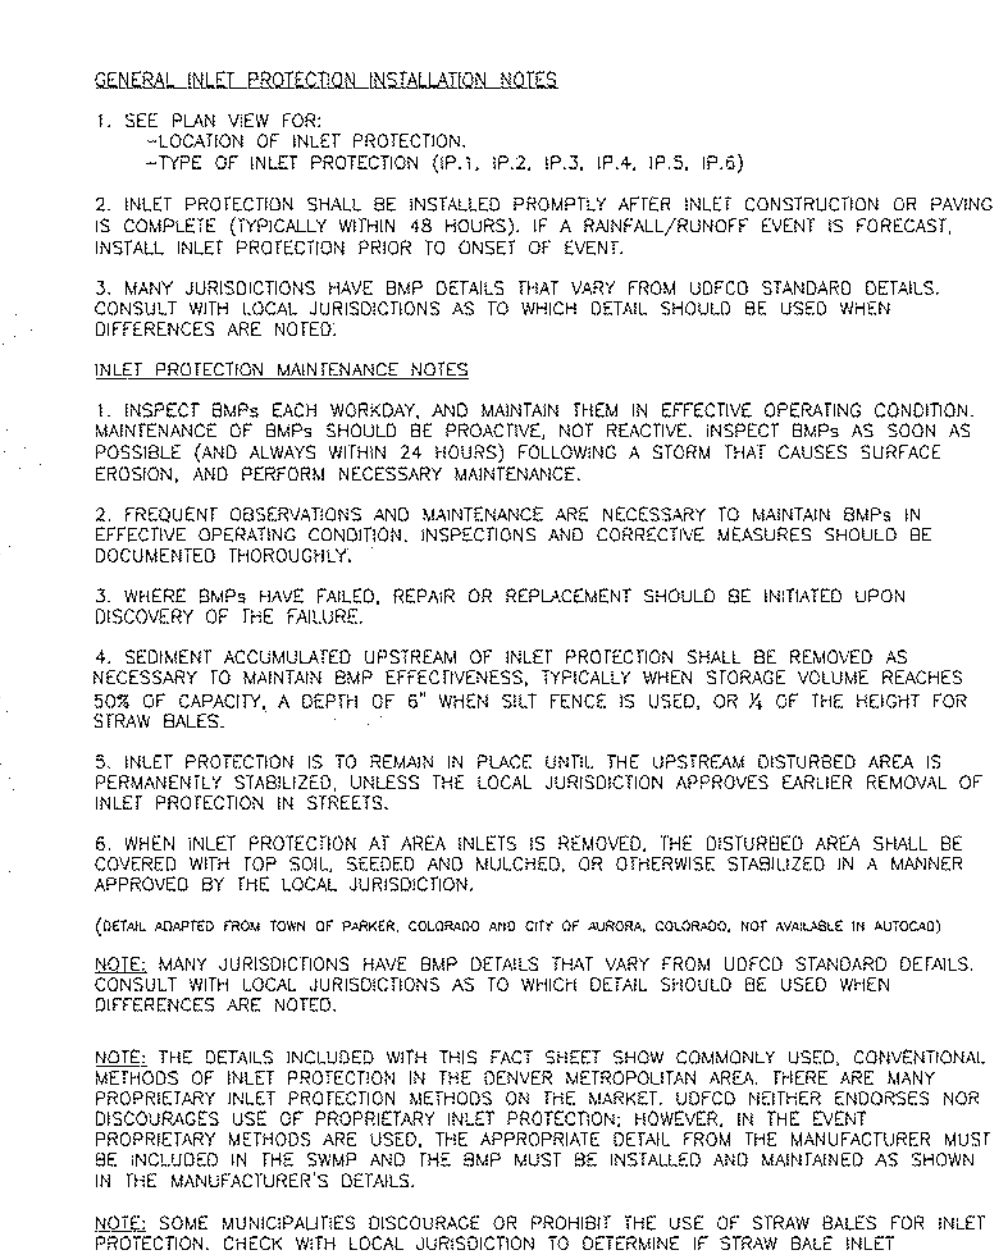 GENERAL INLET PROTECTION INSTALLATION NOTES
1. SEE PLAN VIEW FOR:
-LOCATION OF INLET PROTECTION.
-TYPE OF INLET PROTECTION (IP.1, IP.2, IP.3, IP.4, IP.5, IP.6)
2. INLET PROTECTION SHALL BE INSTALLED PROMPTLY AFTER INLET CONSTRUCTION OR PAVING
IS COMPLETE (TYPICALLY WITHIN 48 HOURS). IF A RAINFALL/RUNOFF EVENT IS FORECAST,
INSTALL INLET PROTECTION PRIOR TO ONSET OF EVENT.
3. MANY JURISDICTIONS HAVE BMP DETAILS THAT VARY FROM UDFCD STANDARD DETAILS.
CONSULT WITH LOCAL JURISDICTIONS AS TO WHICH DETAIL SHOULD BE USED WHEN
DIFFERENCES ARE NOTED.
INLET PROTECTION MAINTENANCE NOTES
1. INSPECT BMPs EACH WORKDAY, AND MAINTAIN THEM IN EFFECTIVE OPERATING CONDITION.
MAINTENANCE OF BMPs SHOULD BE PROACTIVE, NOT REACTIVE. INSPECT BMPs AS SOON AS
POSSIBLE (AND ALWAYS WITHIN 24 HOURS) FOLLOWING A STORM THAT CAUSES SURFACE
EROSION, AND PERFORM NECESSARY MAINTENANCE.
2. FREQUENT OBSERVATIONS AND MAINTENANCE ARE NECESSARY TO MAINTAIN BMPs IN
EFFECTIVE OPERATING CONDITION. INSPECTIONS AND CORRECTIVE MEASURES SHOULD BE
DOCUMENTED THOROUGHLY.
3. WHERE BMPs HAVE FAILED, REPAIR OR REPLACEMENT SHOULD BE INITIATED UPON
DISCOVERY OF THE FAILURE.
4. SEDIMENT ACCUMULATED UPSTREAM OF INLET PROTECTION SHALL BE REMOVED AS
NECESSARY TO MAINTAIN BMP EFFECTIVENESS, TYPICALLY WHEN STORAGE VOLUME REACHES
50% OF CAPACITY, A DEPTH OF 6" WHEN SILT FENCE IS USED, OR ¼ OF THE HEIGHT FOR
STRAW BALES.
5. INLET PROTECTION IS TO REMAIN IN PLACE UNTIL THE UPSTREAM DISTURBED AREA IS
PERMANENTLY STABILIZED, UNLESS THE LOCAL JURISDICTION APPROVES EARLIER REMOVAL OF
INLET PROTECTION IN STREETS.
6. WHEN INLET PROTECTION AT AREA INLETS IS REMOVED, THE DISTURBED AREA SHALL BE
COVERED WITH TOP SOIL, SEEDED AND MULCHED, OR OTHERWISE STABILIZED IN A MANNER
APPROVED BY THE LOCAL JURISDICTION.
(DETAIL ADAPTED FROM TOWN OF PARKER, COLORADO AND CITY OF AURORA, COLORADO, NOT AVAILABLE IN AUTOCAD)
NOTE: MANY JURISDICTIONS HAVE BMP DETAILS THAT VARY FROM UDFCD STANDARD DETAILS.
CONSULT WITH LOCAL JURISDICTIONS AS TO WHICH DETAIL SHOULD BE USED WHEN
DIFFERENCES ARE NOTED.
NOTE: THE DETAILS INCLUDED WITH THIS FACT SHEET SHOW COMMONLY USED, CONVENTIONAL
METHODS OF INLET PROTECTION IN THE DENVER METROPOLITAN AREA. THERE ARE MANY
PROPRIETARY INLET PROTECTION METHODS ON THE MARKET. UDFCD NEITHER ENDORSES NOR
DISCOURAGES USE OF PROPRIETARY INLET PROTECTION; HOWEVER, IN THE EVENT
PROPRIETARY METHODS ARE USED, THE APPROPRIATE DETAIL FROM THE MANUFACTURER MUST
BE INCLUDED IN THE SWMP AND THE BMP MUST BE INSTALLED AND MAINTAINED AS SHOWN
IN THE MANUFACTURER'S DETAILS.
NOTE: SOME MUNICIPALITIES DISCOURAGE OR PROHIBIT THE USE OF STRAW BALES FOR INLET
PROTECTION. CHECK WITH LOCAL JURISDICTION TO DETERMINE IF STRAW BALE INLET